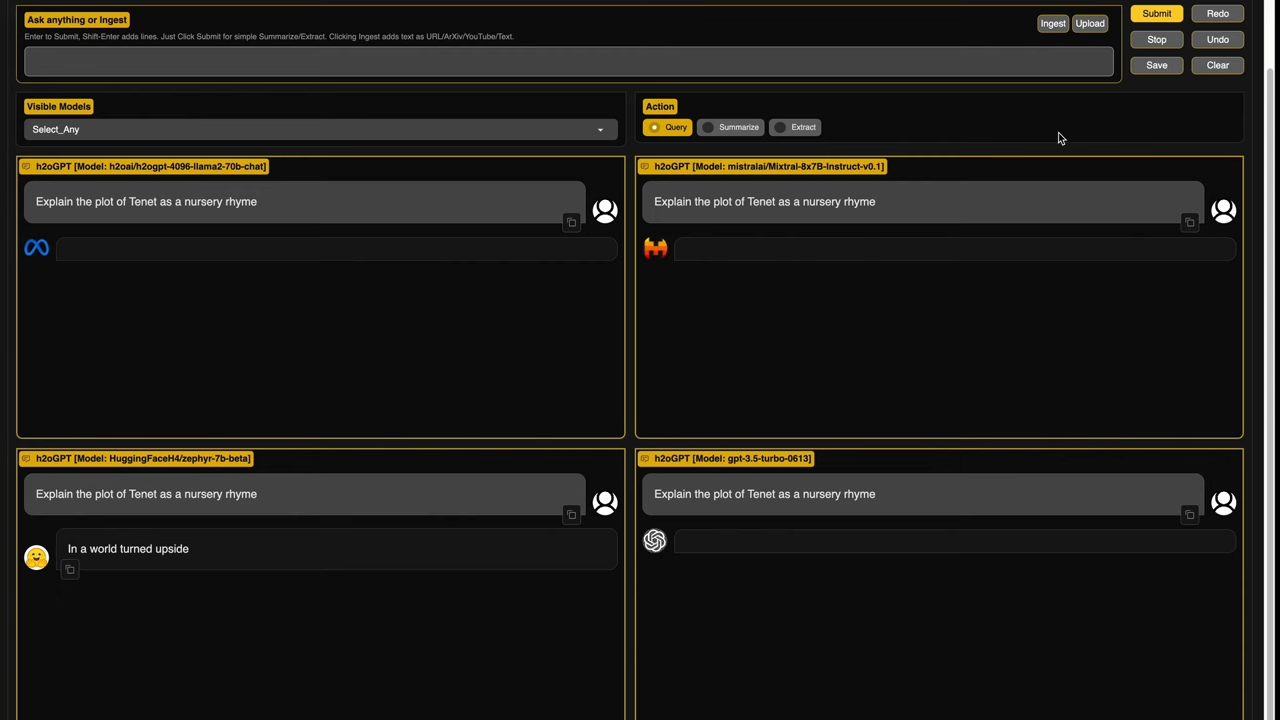 Ask anything or Ingest
Ingest
Upload
Submit
Redo
Enter to Submit, Shift-Enter adds lines. Just Click Submit for simple Summarize/Extract. Clicking Ingest adds text as URL/ArXiv/YouTube/Text.
Stop
Undo
Save
Clear
Visible Models
Select_Any
Action
Query
Summarize
Extract
h2oGPT [Model: h2oai/h2ogpt-4096-llama2-70b-chat]
Explain the plot of Tenet as a nursery rhyme
h2oGPT [Model: mistralai/Mixtral-8x7B-Instruct-v0.1]
Explain the plot of Tenet as a nursery rhyme
h2oGPT [Model: HuggingFaceH4/zephyr-7b-beta]
Explain the plot of Tenet as a nursery rhyme
In a world turned upside
h2oGPT [Model: gpt-3.5-turbo-0613]
Explain the plot of Tenet as a nursery rhyme